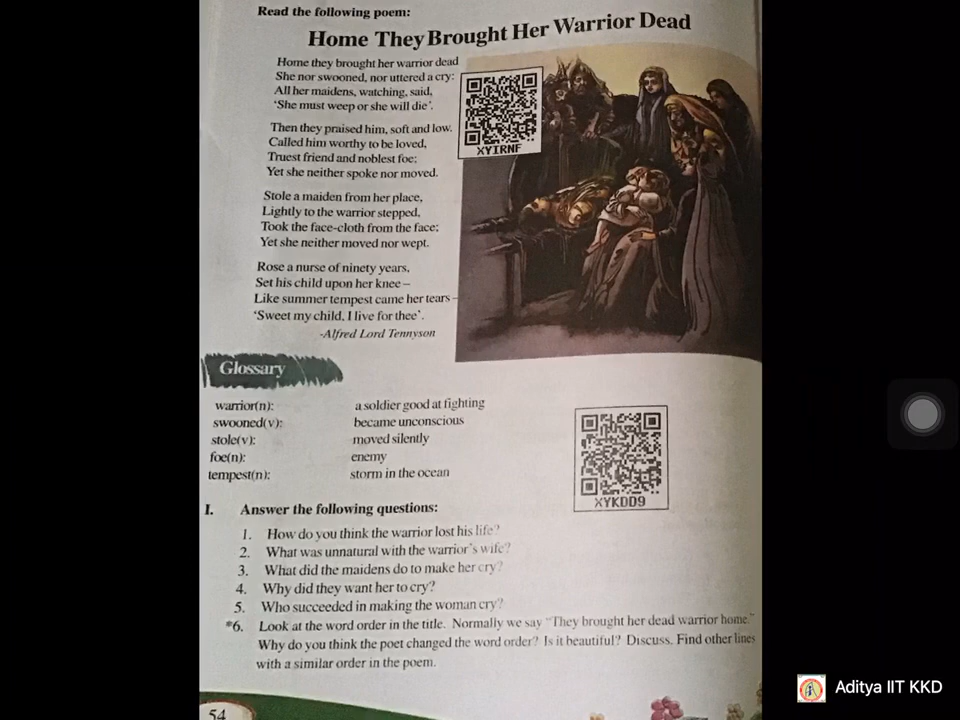 Read the following poem:
Home They Brought Her Warrior Dead
Home they brought her warrior dead
She nor swooned, nor uttered a cry:
All her maidens, watching, said,
'She must weep or she will die'.
Then they praised him, soft and low.
Called him worthy to be loved,
Truest friend and noblest foe;
Yet she neither spoke nor moved.
Stole a maiden from her place,
Lightly to the warrior stepped,
Took the face-cloth from the face;
Yet she neither moved nor wept.
Rose a nurse of ninety years,
Set his child upon her knee –
Like summer tempest came her tears –
'Sweet my child, I live for thee'.
-Alfred Lord Tennyson
XYIRNF
Glossary
warrior(n): a soldier good at fighting
swooned(v): became unconscious
stole(v): moved silently
foe(n): enemy
tempest(n): storm in the ocean
XYKDD9
I. Answer the following questions:
1. How do you think the warrior lost his life?
2. What was unnatural with the warrior's wife?
3. What did the maidens do to make her cry?
4. Why did they want her to cry?
5. Who succeeded in making the woman cry?
*6. Look at the word order in the title. Normally we say "They brought her dead warrior home."
Why do you think the poet changed the word order? Is it beautiful? Discuss. Find other lines
with a similar order in the poem.
54
Aditya IIT KKD